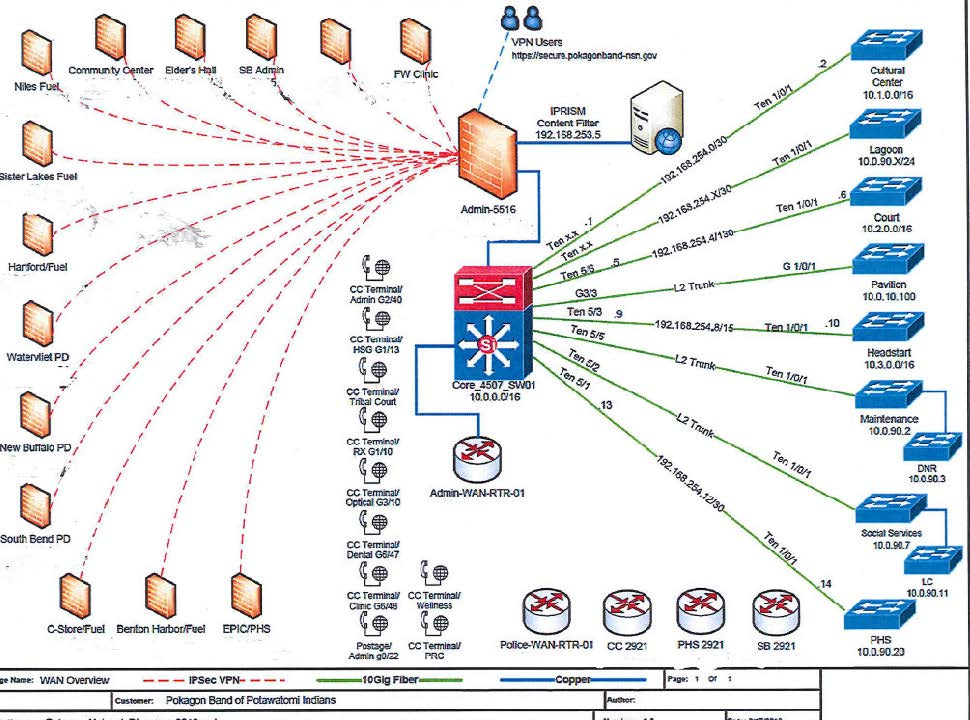 Niles Fuel
Community Center
Elder's Hall
SB Admin
FW Clinic
VPN Users
https://secure.pokagonband-nsn.gov
IPRISM
Content Filter
192.158.253.5
Admin-5516
Sister Lakes Fuel
Hartford/Fuel
Watervliet PD
New Buffalo PD
South Bend PD
C-Store/Fuel
Benton Harbor/Fuel
EPIC/PHS
CC Terminal/
Admin G2/40
CC Terminal/
HSG G1/13
CC Terminal/
Tribal Court
CC Terminal/
RX G1/10
CC Terminal/
Optical G3/10
CC Terminal/
Denial G6/47
CC Terminal/
Clinic G6/48
CC Terminal/
Wellness
Postage/
Admin g0/22
CC Terminal/
PRC
Core_4507_SW01
10.0.0.0/16
Admin-WAN-RTR-01
Ten x.x .1 192.168.254.0/30 Ten 1/0/1 .2
Cultural
Center
10.1.0.0/16
Ten x.x 192.168.254.X/30 Ten 1/0/1
Lagoon
10.0.90.X/24
Ten 5/6 .5 192.168.254.4/130 Ten 1/0/1 .6
Court
10.2.0.0/16
G3/3 L2 Trunk G 1/0/1
Pavilion
10.0.10.100
Ten 5/3 .9 192.168.254.8/15 Ten 1/0/1 .10
Headstart
10.3.0.0/16
Ten 5/5 L2 Trunk Ten 1/0/1
Maintenance
10.0.90.2
DNR
10.0.90.3
Ten 5/2 L2 Trunk Ten 1/0/1
Social Services
10.0.90.7
LC
10.0.90.11
Ten 5/1 .13 192.168.254.12/30 Ten 1/0/1 .14
PHS
10.0.90.20
Police-WAN-RTR-01
CC 2921
PHS 2921
SB 2921
ge Name: WAN Overview
IPSec VPN
10Gig Fiber
Copper
Page: 1 Of 1
Customer: Pokagon Band of Potawatomi Indians
Author: